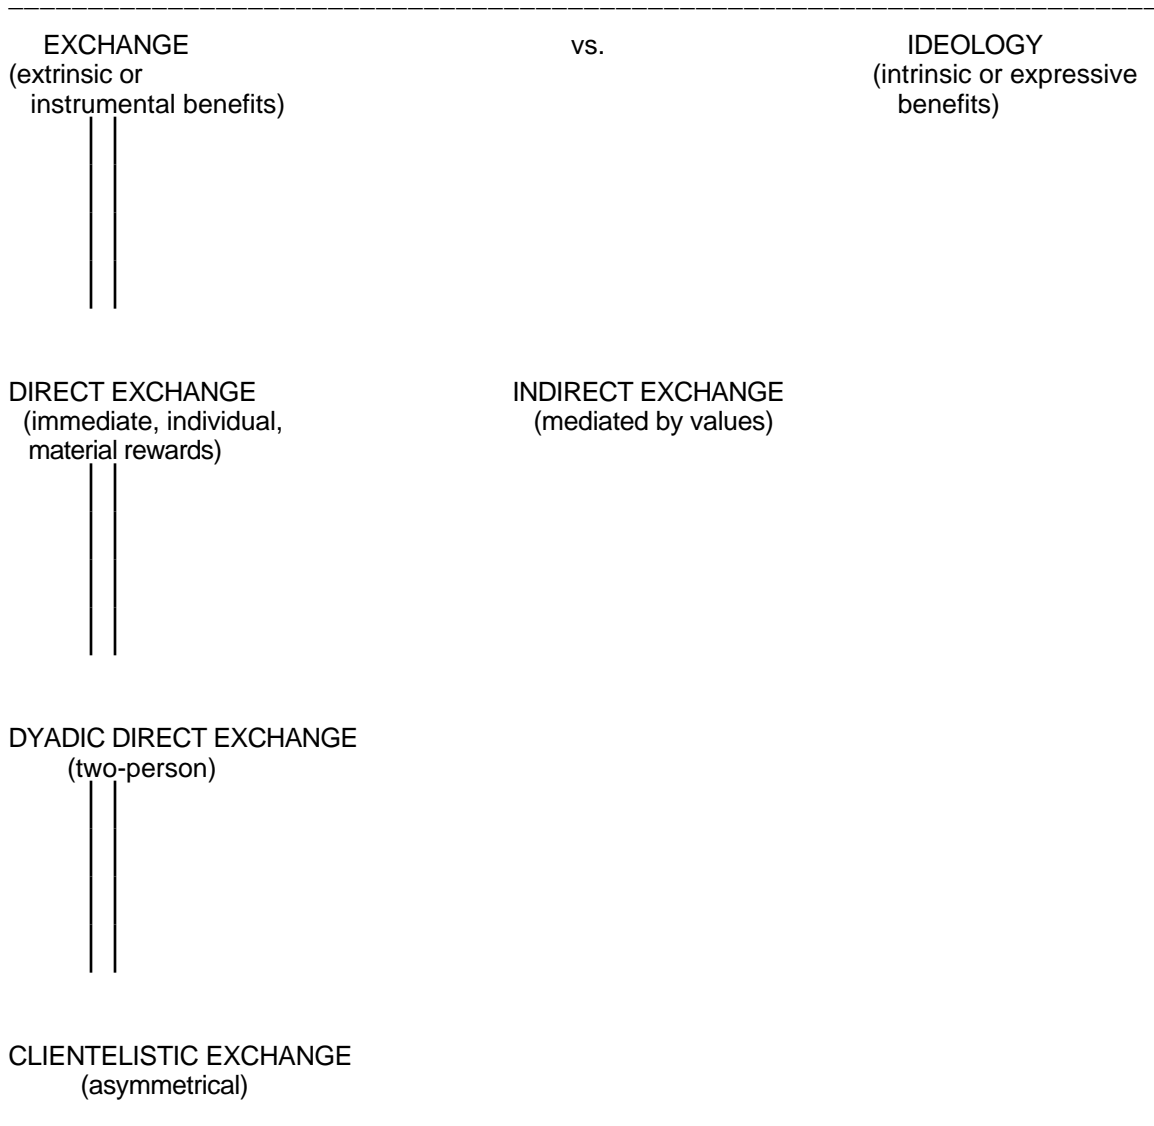 EXCHANGE vs. IDEOLOGY
(extrinsic or (intrinsic or expressive
instrumental benefits) benefits)
DIRECT EXCHANGE INDIRECT EXCHANGE
(immediate, individual, (mediated by values)
material rewards)
DYADIC DIRECT EXCHANGE
(two-person)
CLIENTELISTIC EXCHANGE
(asymmetrical)